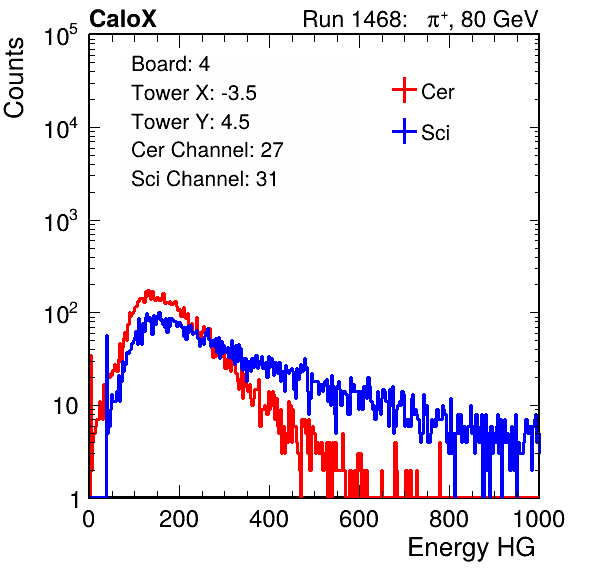 CaloX Run 1468: π⁺, 80 GeV
Counts
10⁵
10⁴
10³
10²
10
1
Board: 4
Tower X: -3.5
Tower Y: 4.5
Cer Channel: 27
Sci Channel: 31
Cer
Sci
0 200 400 600 800 1000
Energy HG